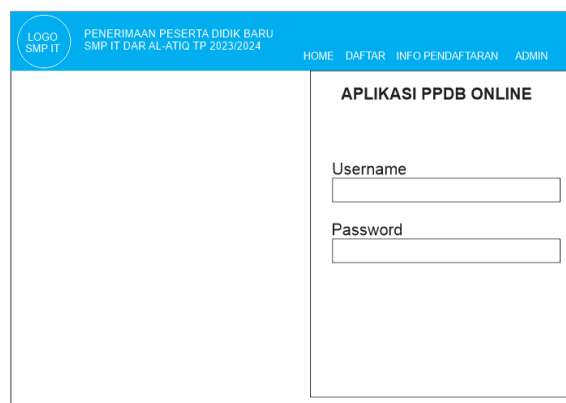 LOGO
SMP IT
PENERIMAAN PESERTA DIDIK BARU
SMP IT DAR AL-ATIQ TP 2023/2024
HOME DAFTAR INFO PENDAFTARAN ADMIN
APLIKASI PPDB ONLINE
Username
Password